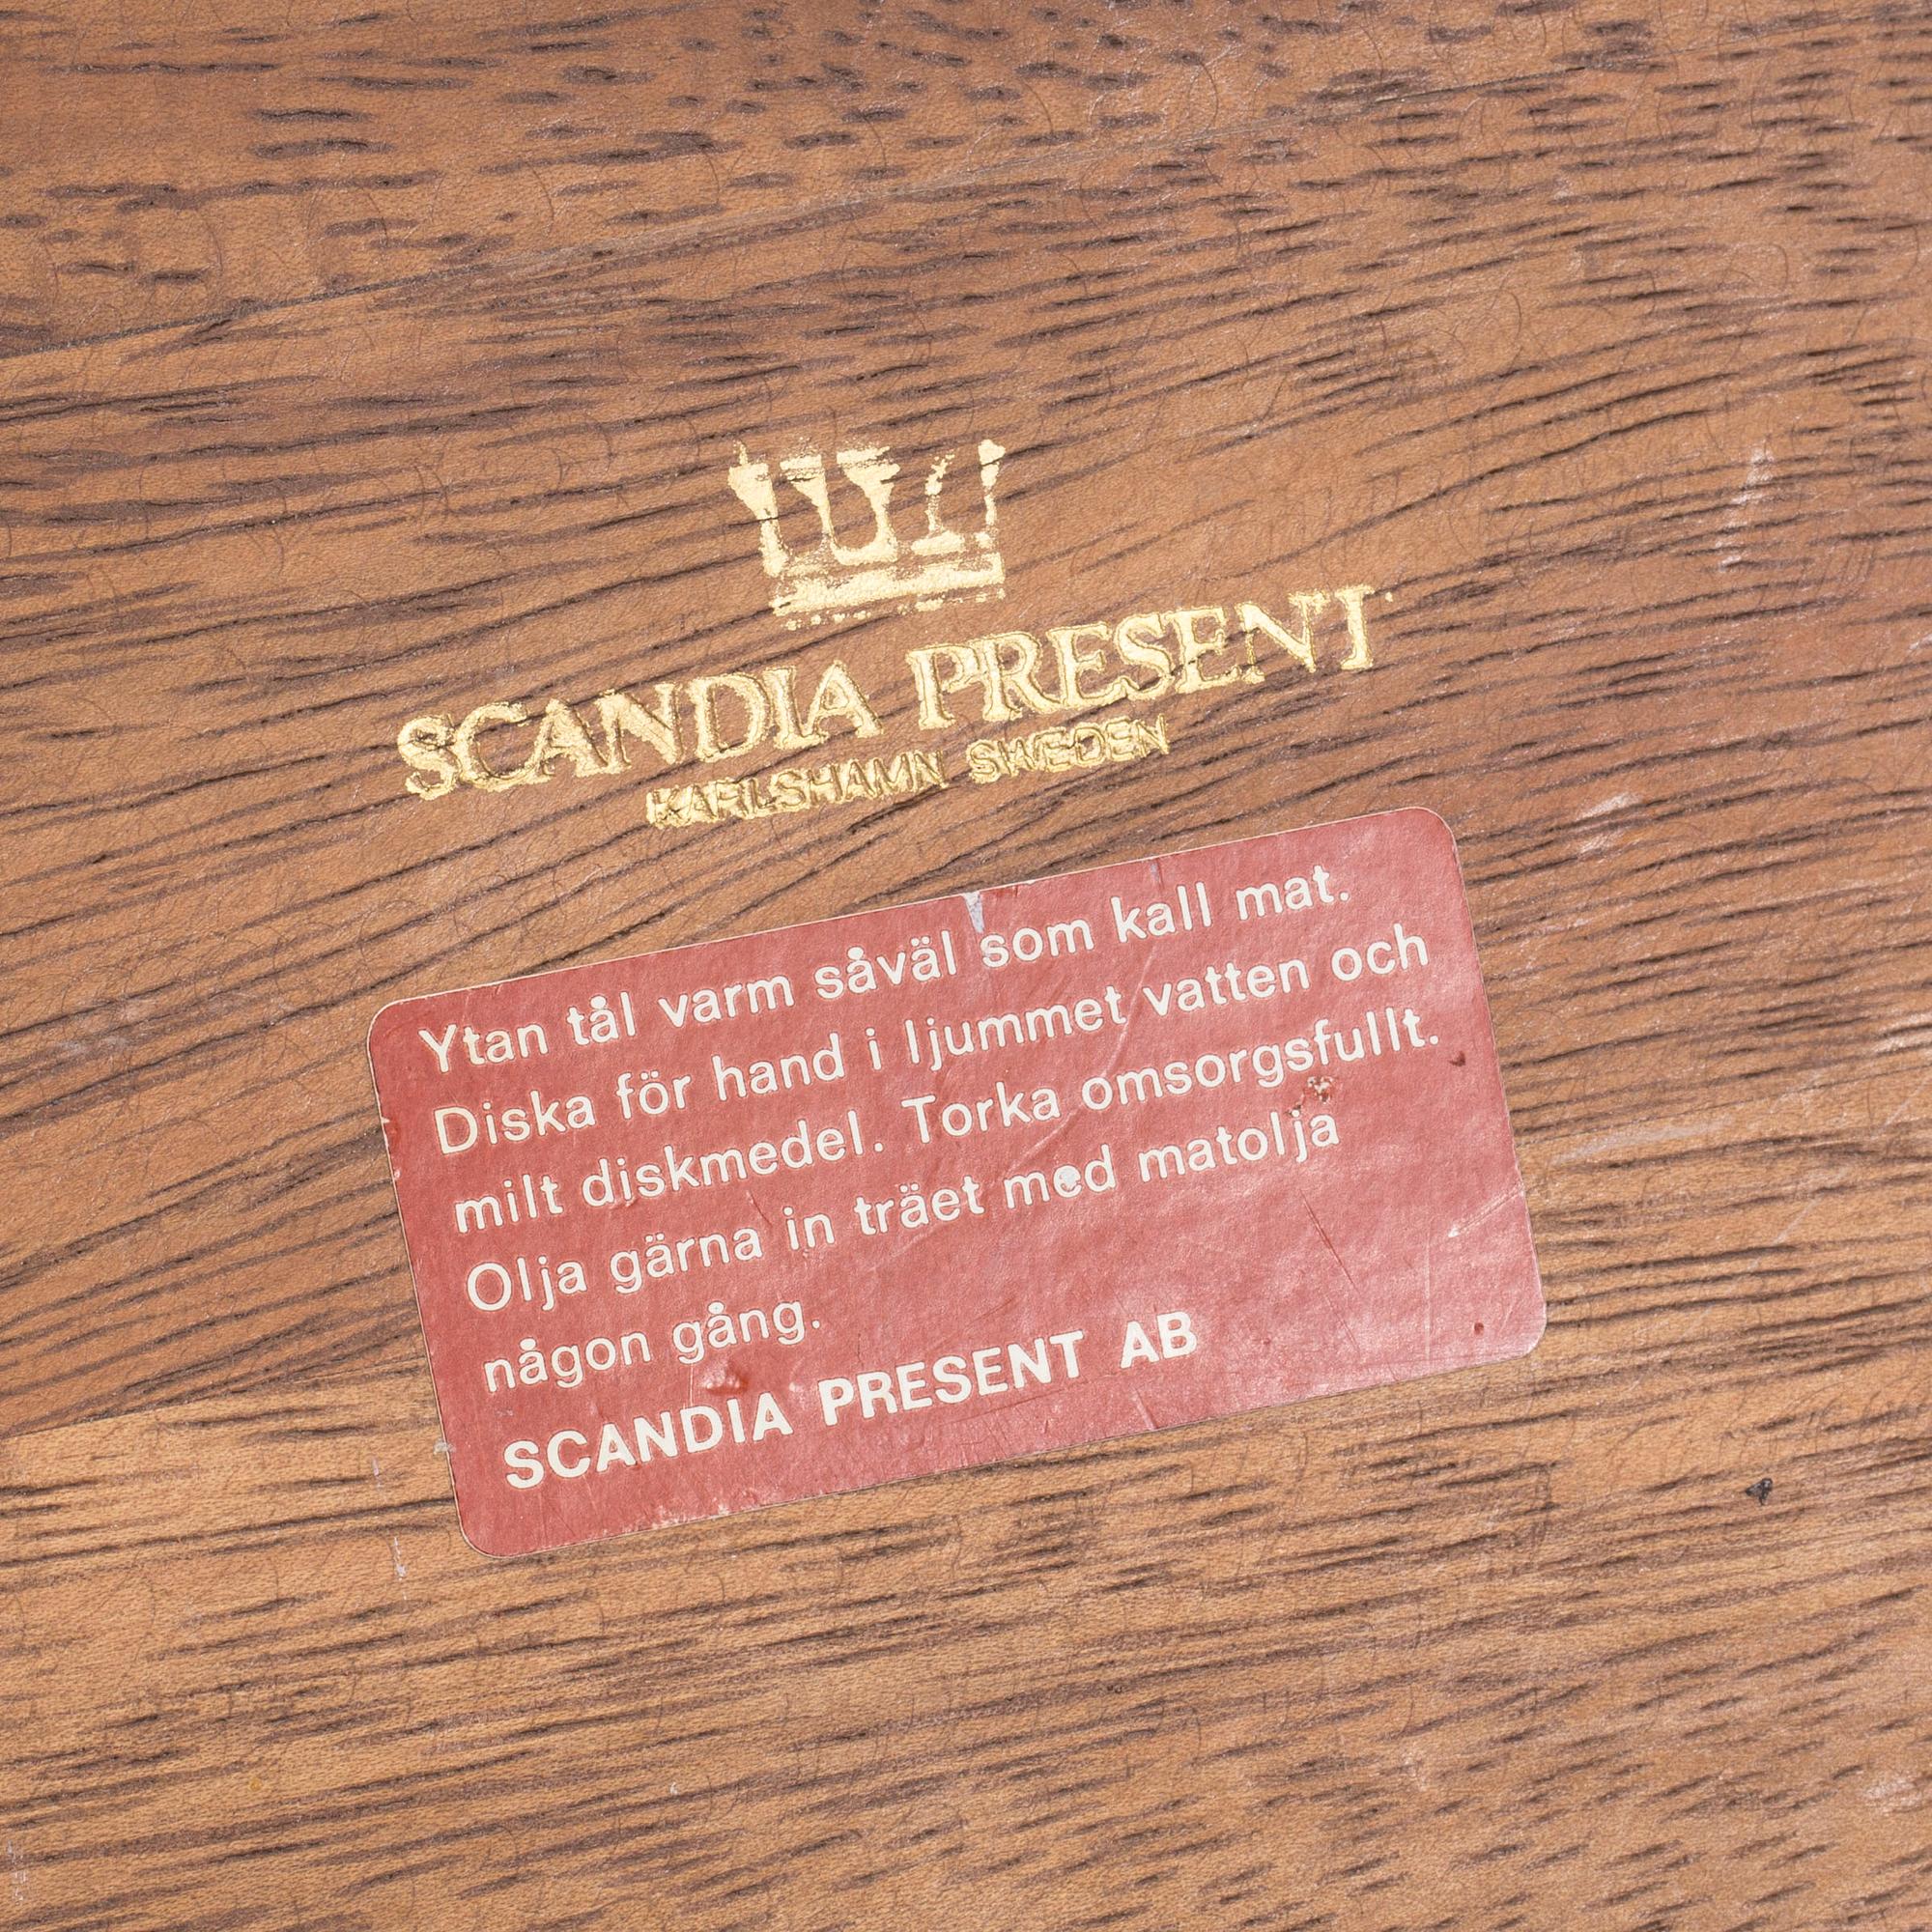 SCANDIA PRESENT
KARLSHAMN SWEDEN
Ytan tål varm såväl som kall mat.
Diska för hand i ljummet vatten och
milt diskmedel. Torka omsorgsfullt.
Olja gärna in träet med matolja
någon gång.
SCANDIA PRESENT AB